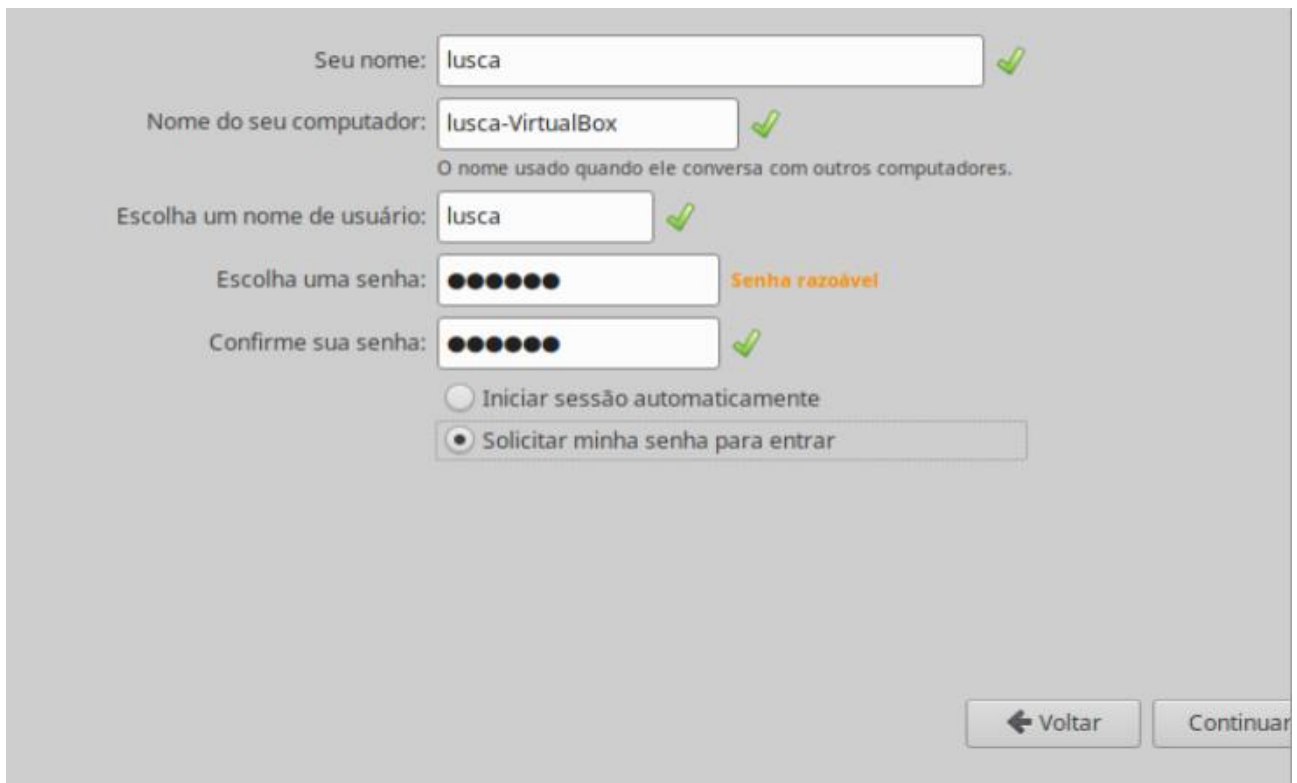 Seu nome: lusca
Nome do seu computador: lusca-VirtualBox
O nome usado quando ele conversa com outros computadores.
Escolha um nome de usuário: lusca
Escolha uma senha: ●●●●●● Senha razoável
Confirme sua senha: ●●●●●●
Iniciar sessão automaticamente
Solicitar minha senha para entrar
Voltar Continuar